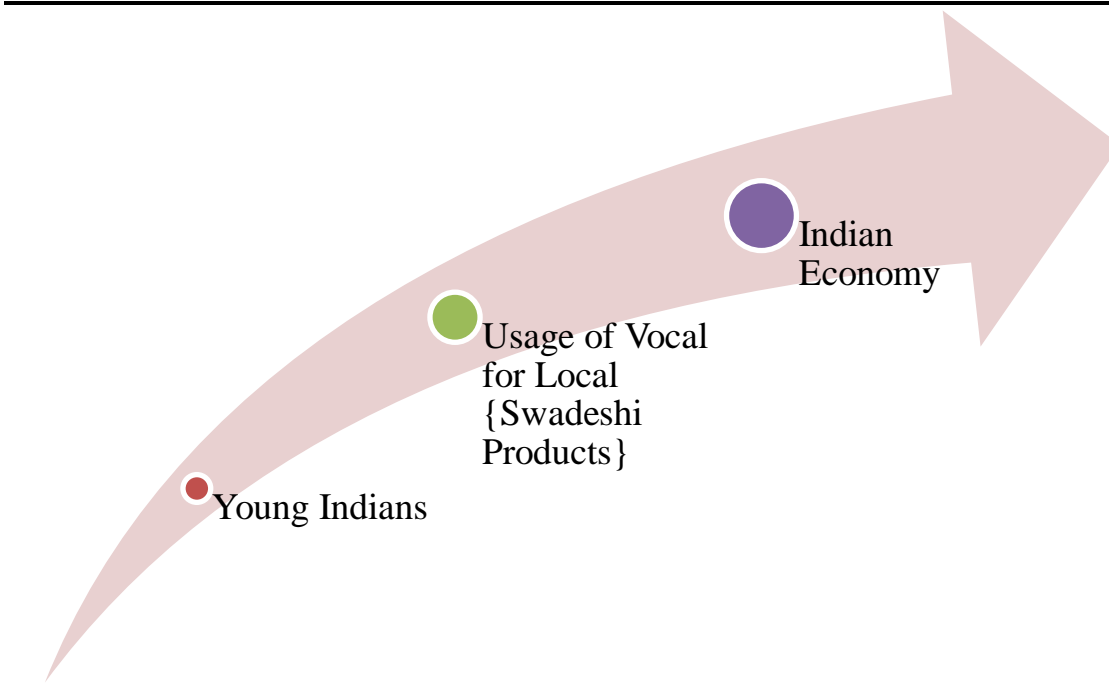 Indian
Economy
Usage of Vocal
for Local
{Swadeshi
Products}
Young Indians